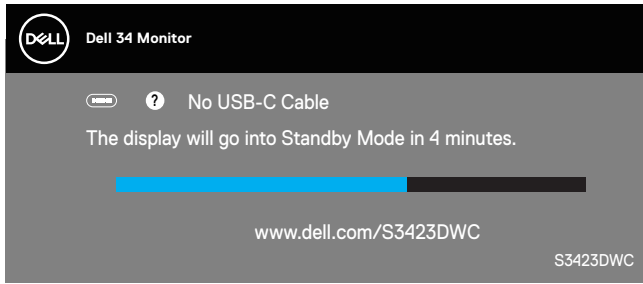 DELL
Dell 34 Monitor
? No USB-C Cable
The display will go into Standby Mode in 4 minutes.
www.dell.com/S3423DWC
S3423DWC